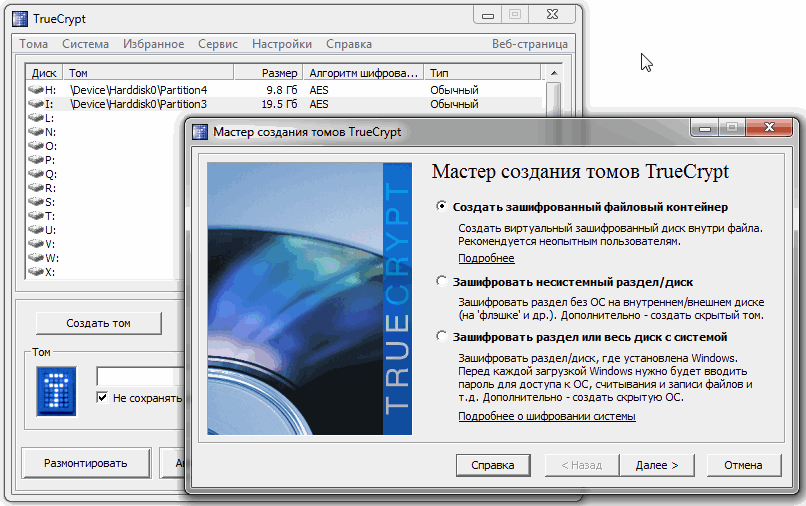 TrueCrypt
Тома Система Избранное Сервис Настройки Справка Веб-страница
Диск Том Размер Алгоритм шифрова... Тип
H: \Device\Harddisk0\Partition4 9.8 Гб AES Обычный
I: \Device\Harddisk0\Partition3 19.5 Гб AES Обычный
L:
N:
O:
P:
Q:
R:
S:
T:
U:
V:
W:
X:
Создать том
Том
Не сохранять
Размонтировать
Мастер создания томов TrueCrypt
TRUECRYPT
Мастер создания томов TrueCrypt
Создать зашифрованный файловый контейнер
Создать виртуальный зашифрованный диск внутри файла.
Рекомендуется неопытным пользователям.
Подробнее
Зашифровать несистемный раздел/диск
Зашифровать раздел без ОС на внутреннем/внешнем диске
(на 'флэшке' и др.). Дополнительно - создать скрытый том.
Зашифровать раздел или весь диск с системой
Зашифровать раздел/диск, где установлена Windows.
Перед каждой загрузкой Windows нужно будет вводить
пароль для доступа к ОС, считывания и записи файлов и
т.д. Дополнительно - создать скрытую ОС.
Подробнее о шифровании системы
Справка < Назад Далее > Отмена